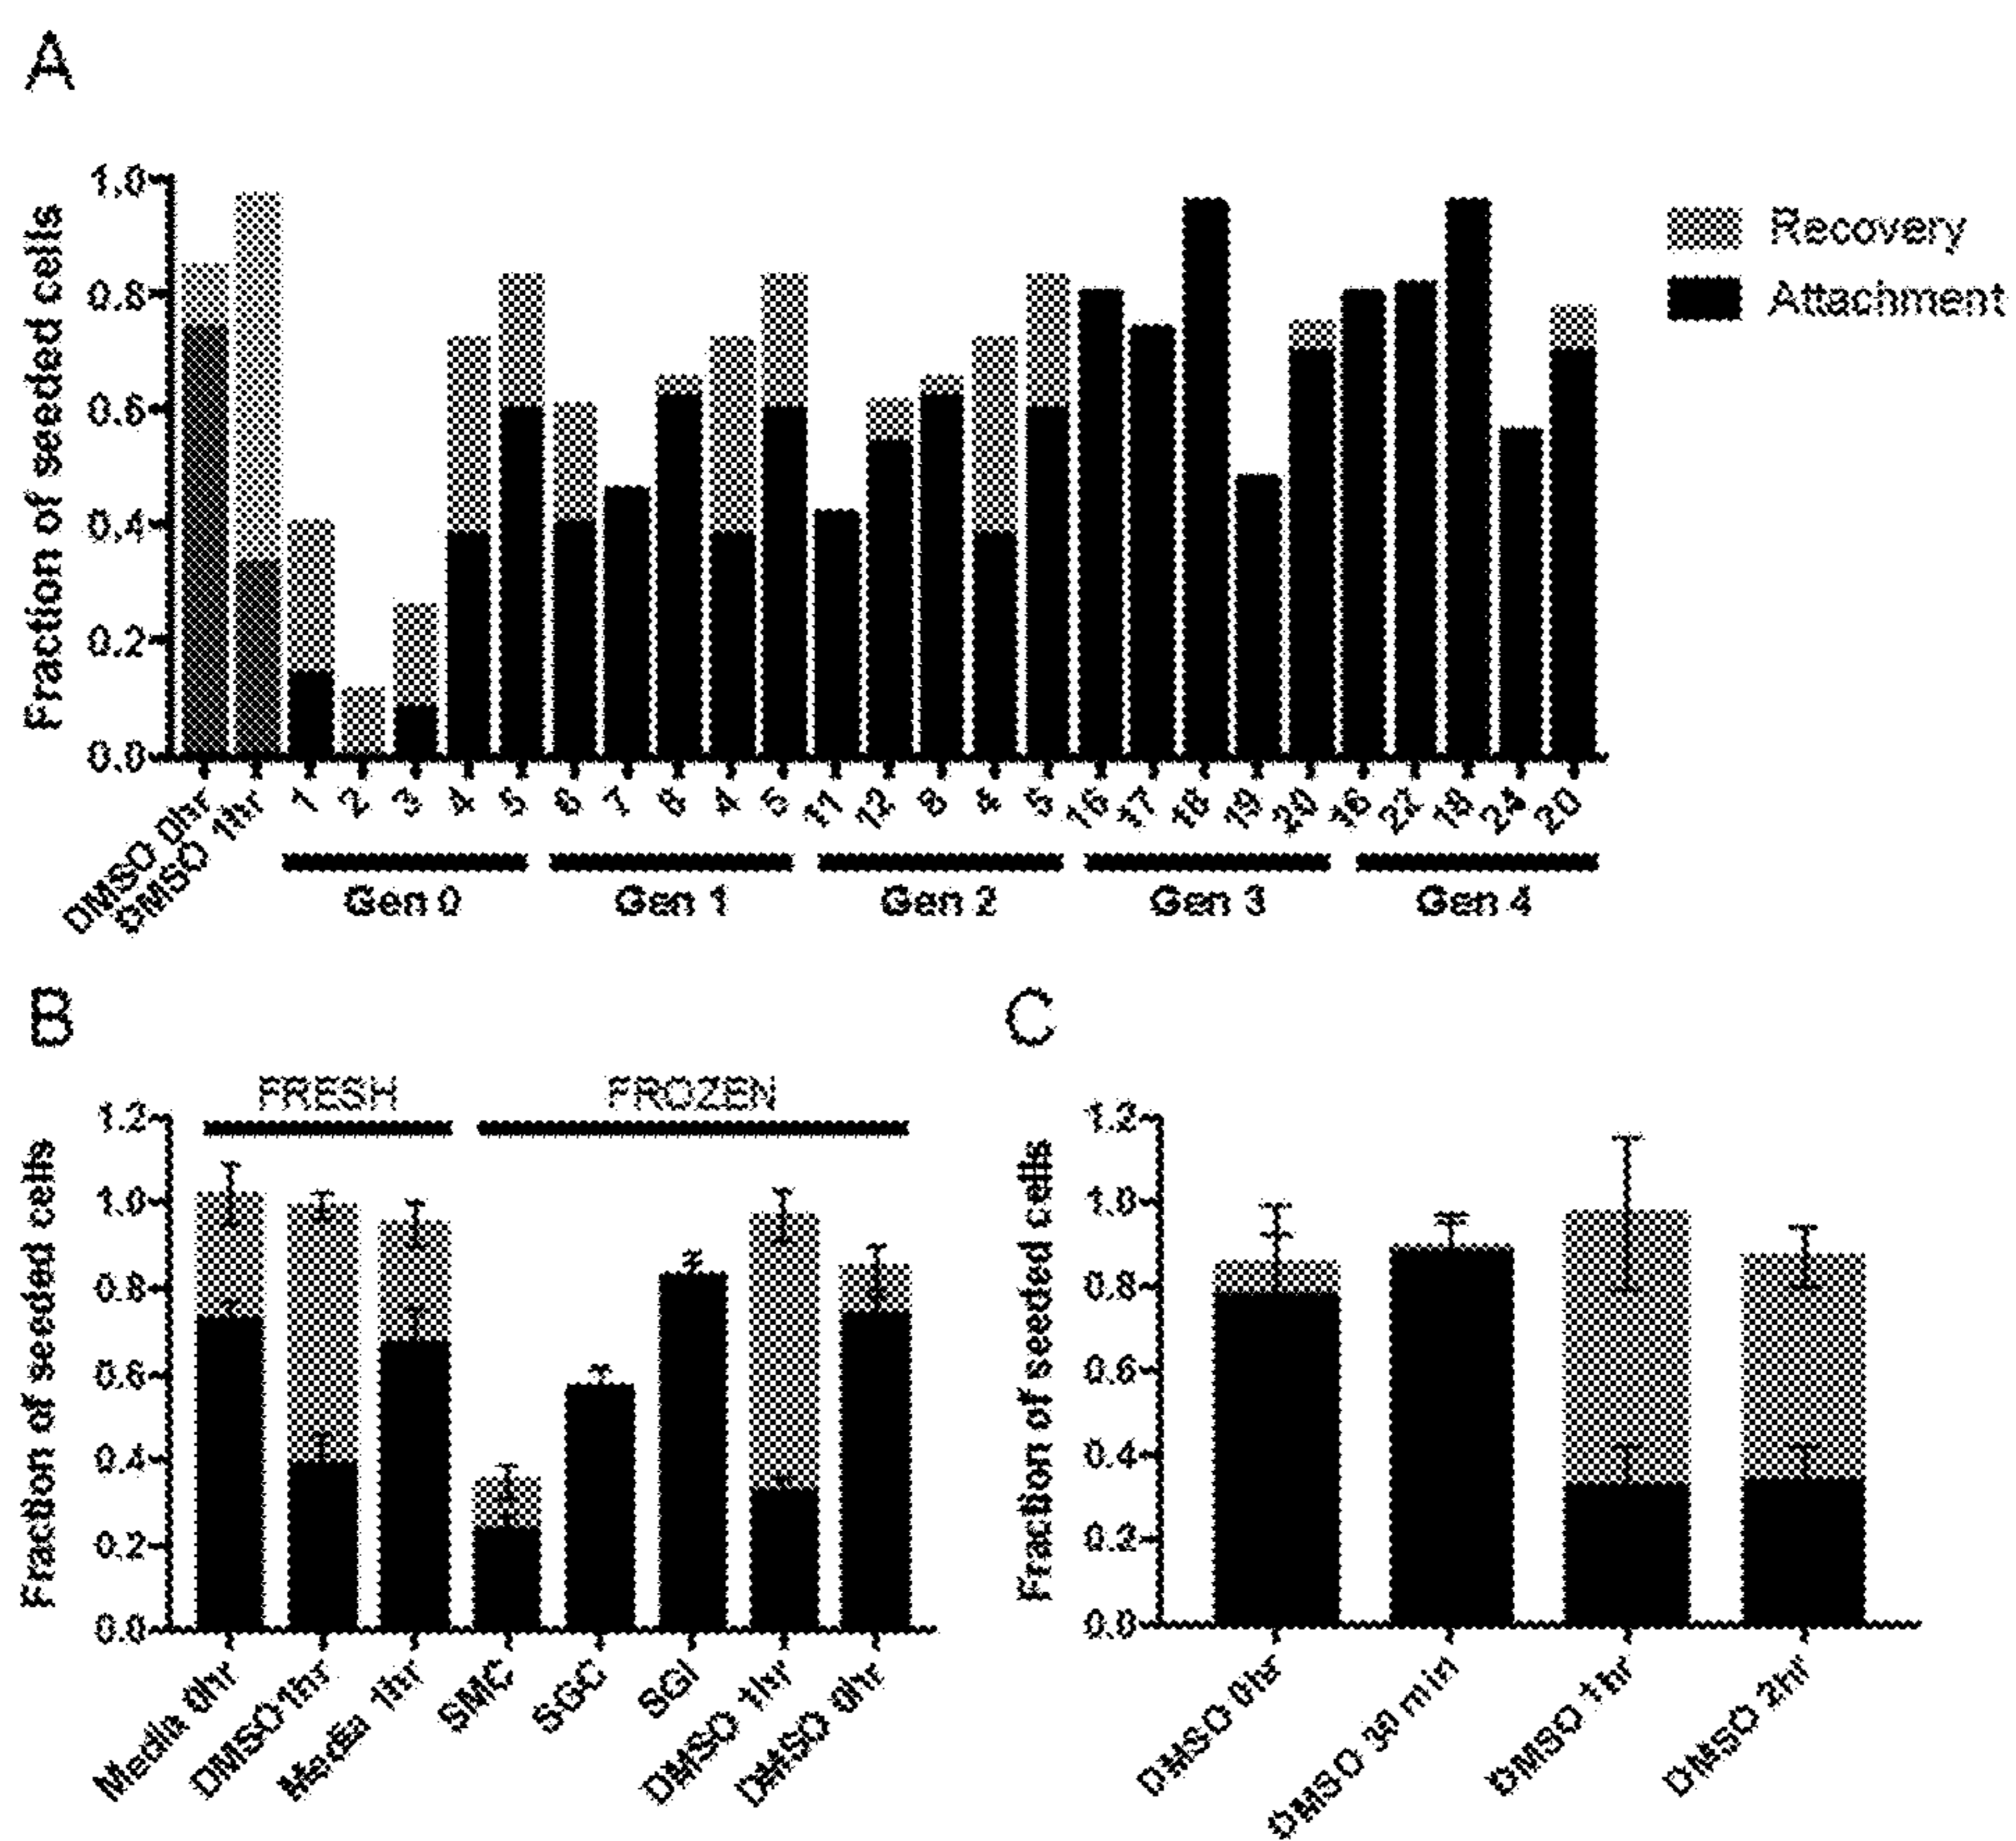 A
Fraction of seeded cells
1.0
0.8
0.6
0.4
0.2
0.0
Recovery
Attachment
DMSO 0hr
DMSO 1hr
1
2
3
4
5
6
7
8
4
5
11
12
8
4
5
16
17
18
19
20
16
22
18
24
20
Gen 0
Gen 1
Gen 2
Gen 3
Gen 4
B
Fraction of seeded cells
1.2
1.0
0.8
0.6
0.4
0.2
0.0
FRESH
FROZEN
Media 0hr
DMSO 1hr
Media 1hr
SMC
SGC
SGI
DMSO 1hr
DMSO 0hr
C
Fraction of seeded cells
1.2
1.0
0.8
0.6
0.4
0.2
0.0
DMSO 0hr
DMSO 30 min
DMSO 1hr
DMSO 2hr